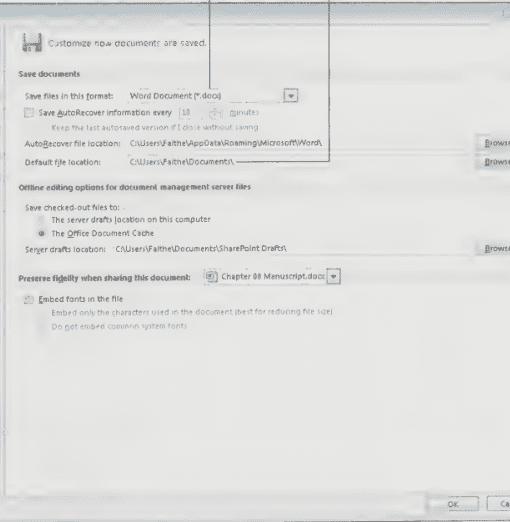 Customize how documents are saved.
Save documents
Save files in this format: Word Document (*.docx)
Save AutoRecover information every 10 minutes
Keep the last autosaved version if I close without saving
AutoRecover file location: C:\Users\Faithe\AppData\Roaming\Microsoft\Word\ Browse
Default file location: C:\Users\Faithe\Documents\ Browse
Offline editing options for document management server files
Save checked-out files to:
The server drafts location on this computer
The Office Document Cache
Server drafts location: C:\Users\Faithe\Documents\SharePoint Drafts\ Browse
Preserve fidelity when sharing this document: Chapter 08 Manuscript.docx
Embed fonts in the file
Embed only the characters used in the document (best for reducing file size)
Do not embed common system fonts
OK Ca